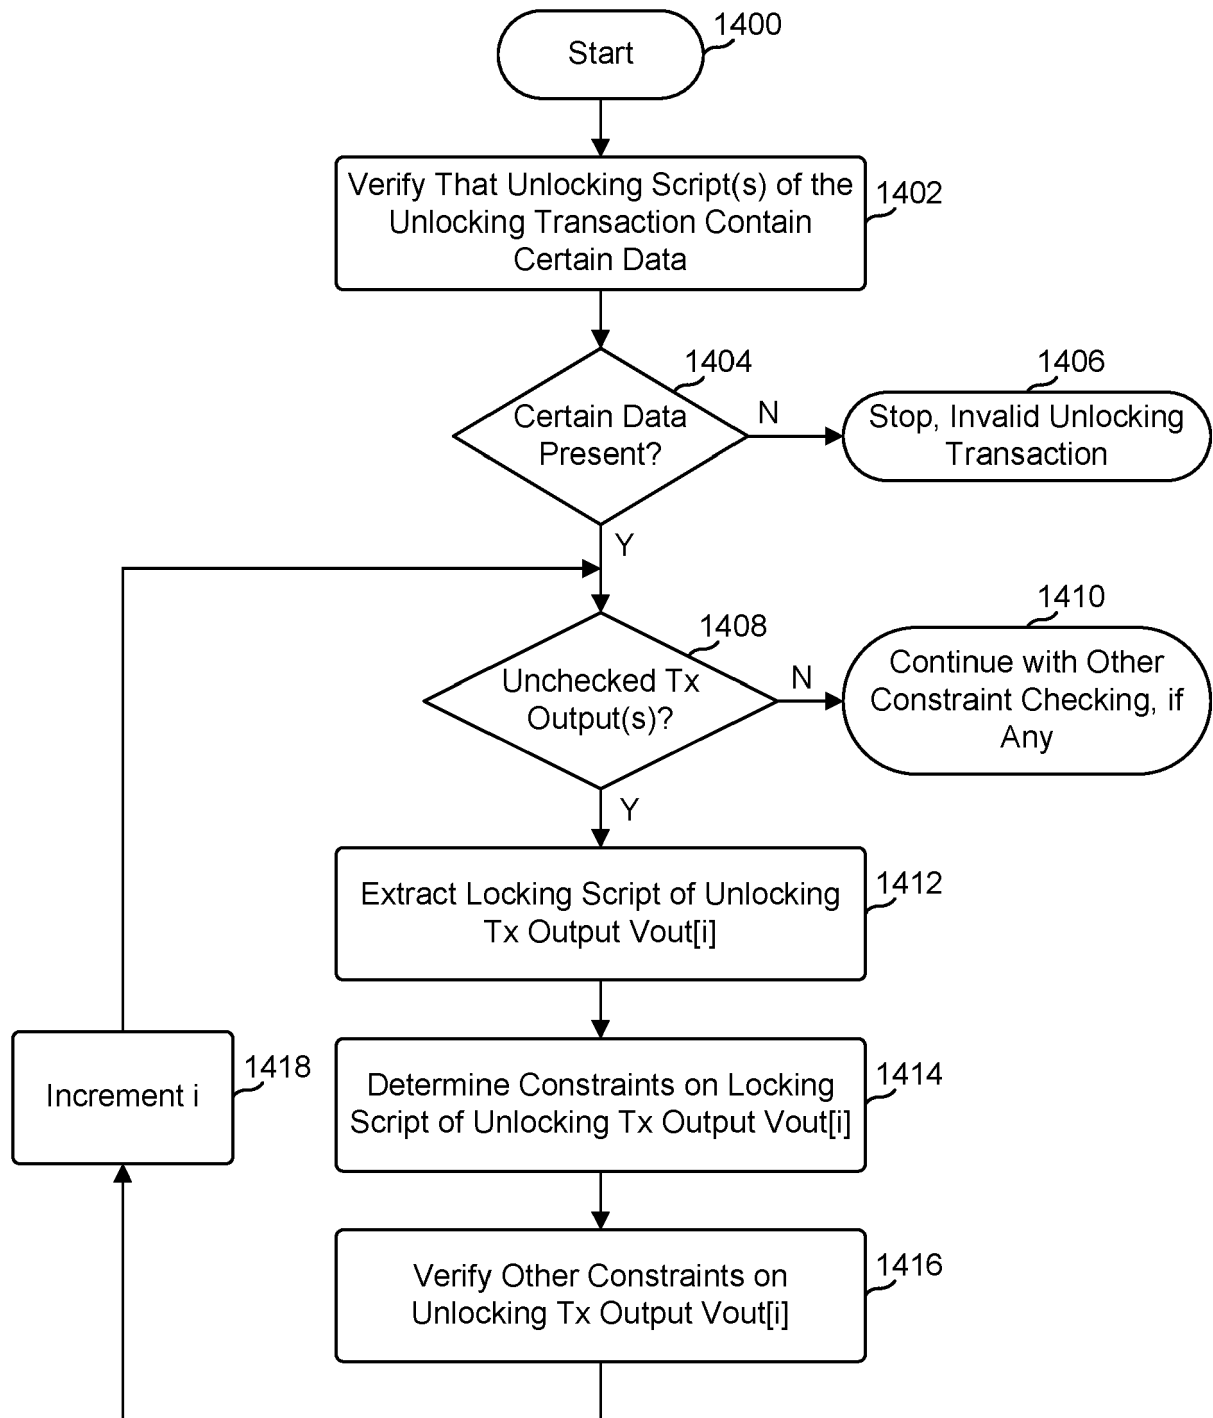 1400
Start
Verify That Unlocking Script(s) of the
Unlocking Transaction Contain
Certain Data
1402
1404
Certain Data
Present?
N
1406
Stop, Invalid Unlocking
Transaction
Y
1408
Unchecked Tx
Output(s)?
N
1410
Continue with Other
Constraint Checking, if
Any
Y
Extract Locking Script of Unlocking
Tx Output Vout[i]
1412
Determine Constraints on Locking
Script of Unlocking Tx Output Vout[i]
1414
Increment i
1418
Verify Other Constraints on
Unlocking Tx Output Vout[i]
1416